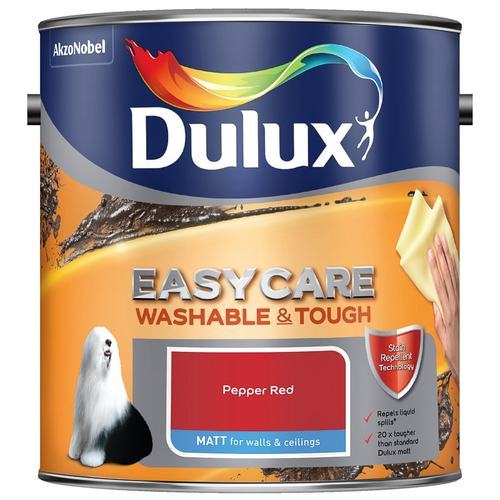 AkzoNobel
Dulux
EASYCARE
WASHABLE & TOUGH
Stain
Repellent
Technology
Pepper Red
MATT for walls & ceilings
✓ Repels liquid
spills*
✓ 20 x tougher
than standard
Dulux matt